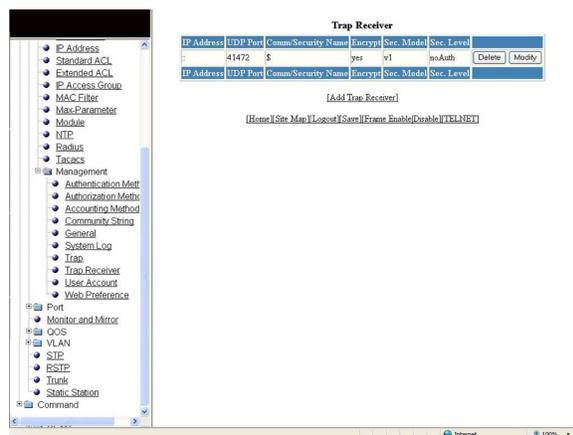 IP Address
Standard ACL
Extended ACL
IP Access Group
MAC Filter
Max-Parameter
Module
NTP
Radius
Tacacs
Management
Authentication Meth
Authorization Metho
Accounting Method
Community String
General
System Log
Trap
Trap Receiver
User Account
Web Preference
Port
Monitor and Mirror
QOS
VLAN
STP
RSTP
Trunk
Static Station
Command
Trap Receiver
IP Address UDP Port Comm/Security Name Encrypt Sec. Model Sec. Level
:: 41472 $ yes v1 noAuth Delete Modify
IP Address UDP Port Comm/Security Name Encrypt Sec. Model Sec. Level
[Add Trap Receiver]
[Home][Site Map][Logout][Save][Frame Enable|Disable][TELNET]
Internet 100%